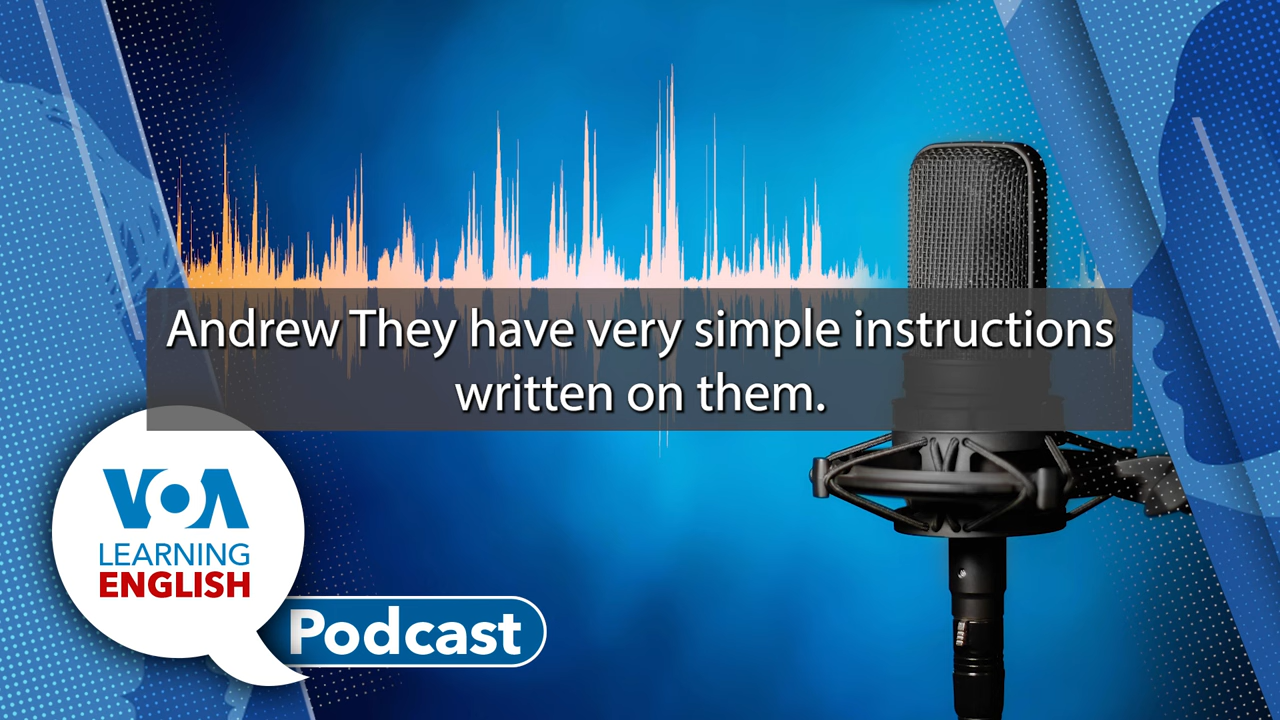 Andrew They have very simple instructions
written on them.
VOA
LEARNING
ENGLISH
Podcast